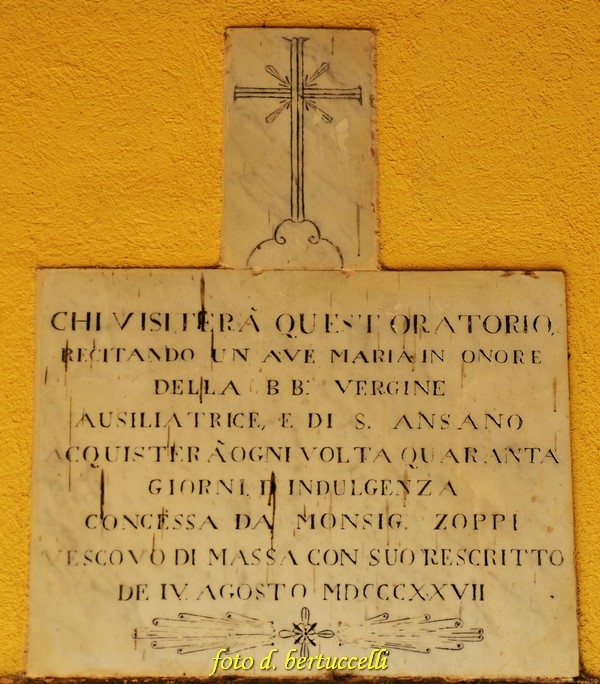 CHI VISITERÀ QUEST ORATORIO,
RECITANDO UN AVE MARIA IN ONORE
DELLA B B: VERGINE
AUSILIATRICE, E DI S. ANSANO
ACQUISTERÀ OGNI VOLTA QUARANTA
GIORNI, D INDULGENZA
CONCESSA DA MONSIG. ZOPPI
VESCOVO DI MASSA CON SUO RESCRITTO
DE IV. AGOSTO MDCCCXXVII
foto d. bertuccelli